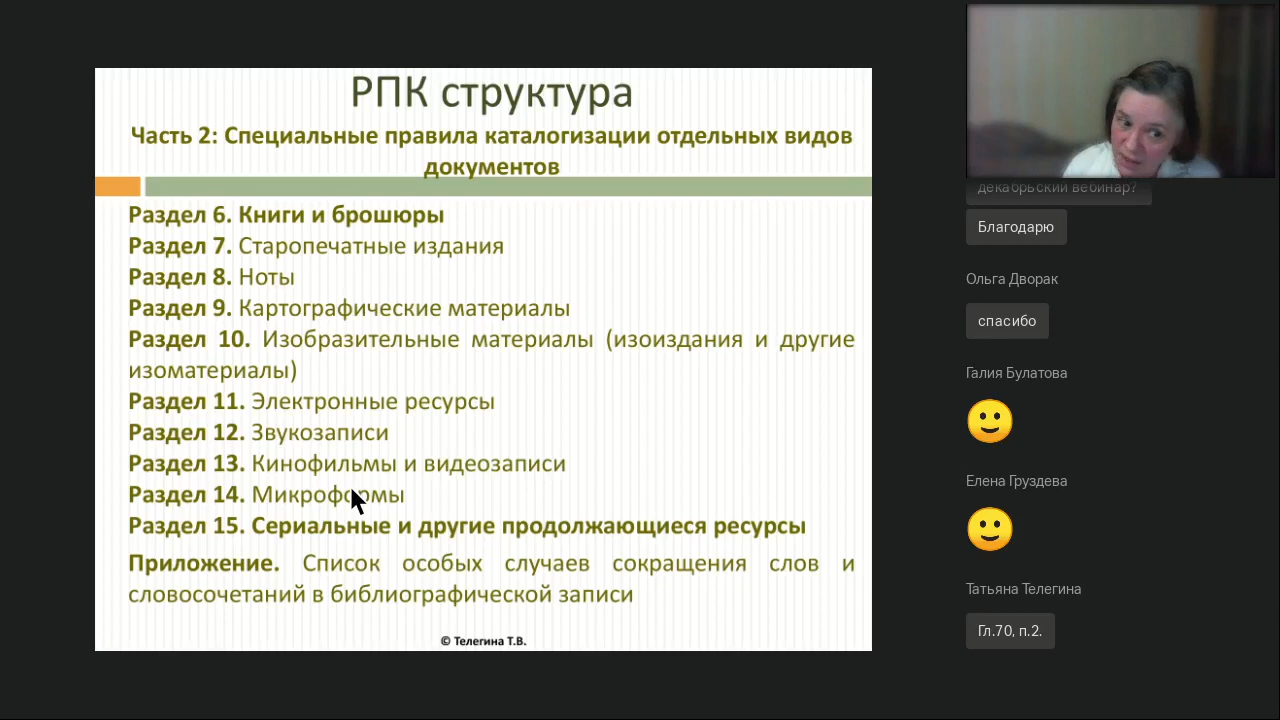 РПК структура
Часть 2: Специальные правила каталогизации отдельных видов
документов
Раздел 6. Книги и брошюры
Раздел 7. Старопечатные издания
Раздел 8. Ноты
Раздел 9. Картографические материалы
Раздел 10. Изобразительные материалы (изоиздания и другие
изоматериалы)
Раздел 11. Электронные ресурсы
Раздел 12. Звукозаписи
Раздел 13. Кинофильмы и видеозаписи
Раздел 14. Микроформы
Раздел 15. Сериальные и другие продолжающиеся ресурсы
Приложение. Список особых случаев сокращения слов и
словосочетаний в библиографической записи
© Телегина Т.В.
декабрьский вебинар?
Благодарю
Ольга Дворак
спасибо
Галия Булатова
Елена Груздева
Татьяна Телегина
Гл.70, п.2.